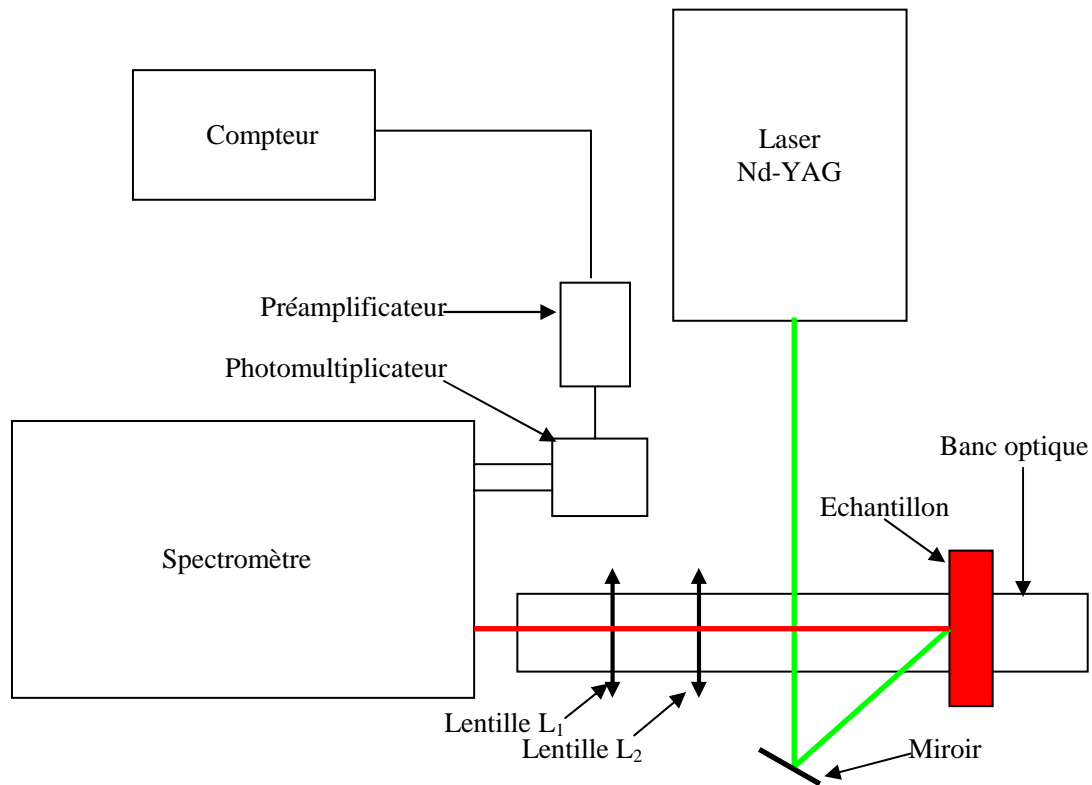 Compteur
Laser
Nd-YAG
Préamplificateur
Photomultiplicateur
Banc optique
Echantillon
Spectromètre
Lentille L₁
Lentille L₂
Miroir